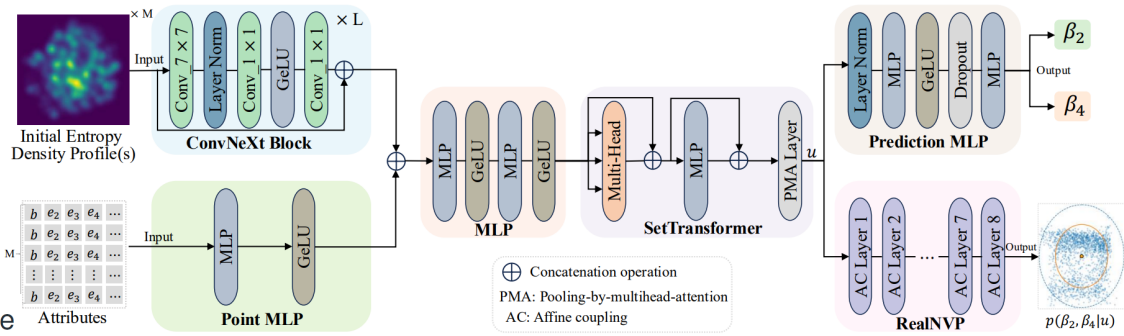 × M
Input
Conv 7 × 7
Layer Norm
Conv 1 × 1
GeLU
Conv 1 × 1
× L
ConvNeXt Block
Initial Entropy
Density Profile(s)
b e₂ e₃ e₄ ...
b e₂ e₃ e₄ ...
M b e₂ e₃ e₄ ...
⋮ ⋮ ⋮ ⋮ ...
b e₂ e₃ e₄ ...
Attributes
e
Input
MLP
GeLU
Point MLP
MLP
GeLU
MLP
GeLU
MLP
Multi-Head
MLP
PMA Layer
SetTransformer
u
⊕ Concatenation operation
PMA: Pooling-by-multihead-attention
AC: Affine coupling
Layer Norm
MLP
GeLU
Dropout
MLP
Prediction MLP
Output
β₂
β₄
AC Layer 1
AC Layer 2
...
AC Layer 7
AC Layer 8
RealNVP
Output
p(β₂, β₄|u)